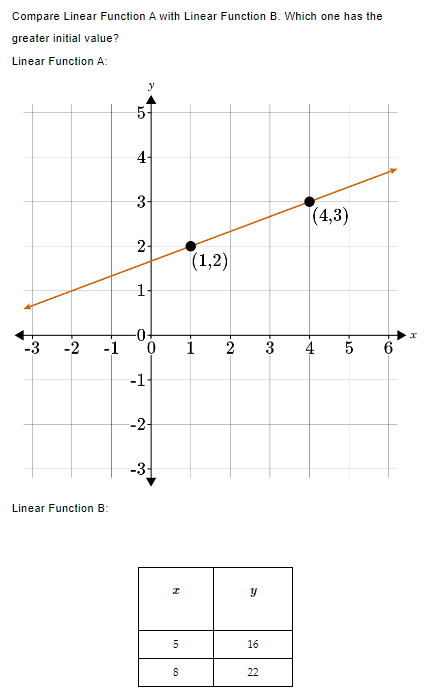 Compare Linear Function A with Linear Function B. Which one has the
greater initial value?
Linear Function A:
y
5
4
3
(4,3)
2
(1,2)
1
0
x
-3 -2 -1 0 1 2 3 4 5 6
-1
-2
-3
Linear Function B:
x y
5 16
8 22